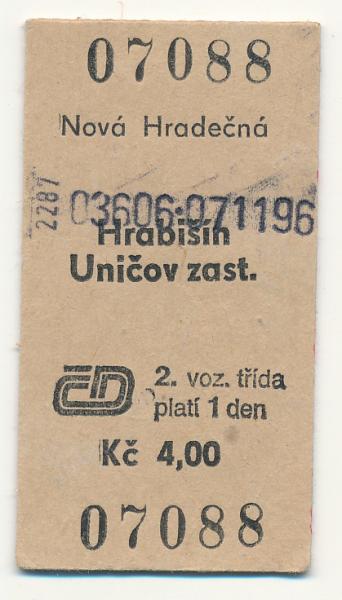 07088
Nová Hradečná
2287
03606·071196
Hrabišín
Uničov zast.
ČD
2. voz. třída
platí 1 den
Kč 4,00
07088